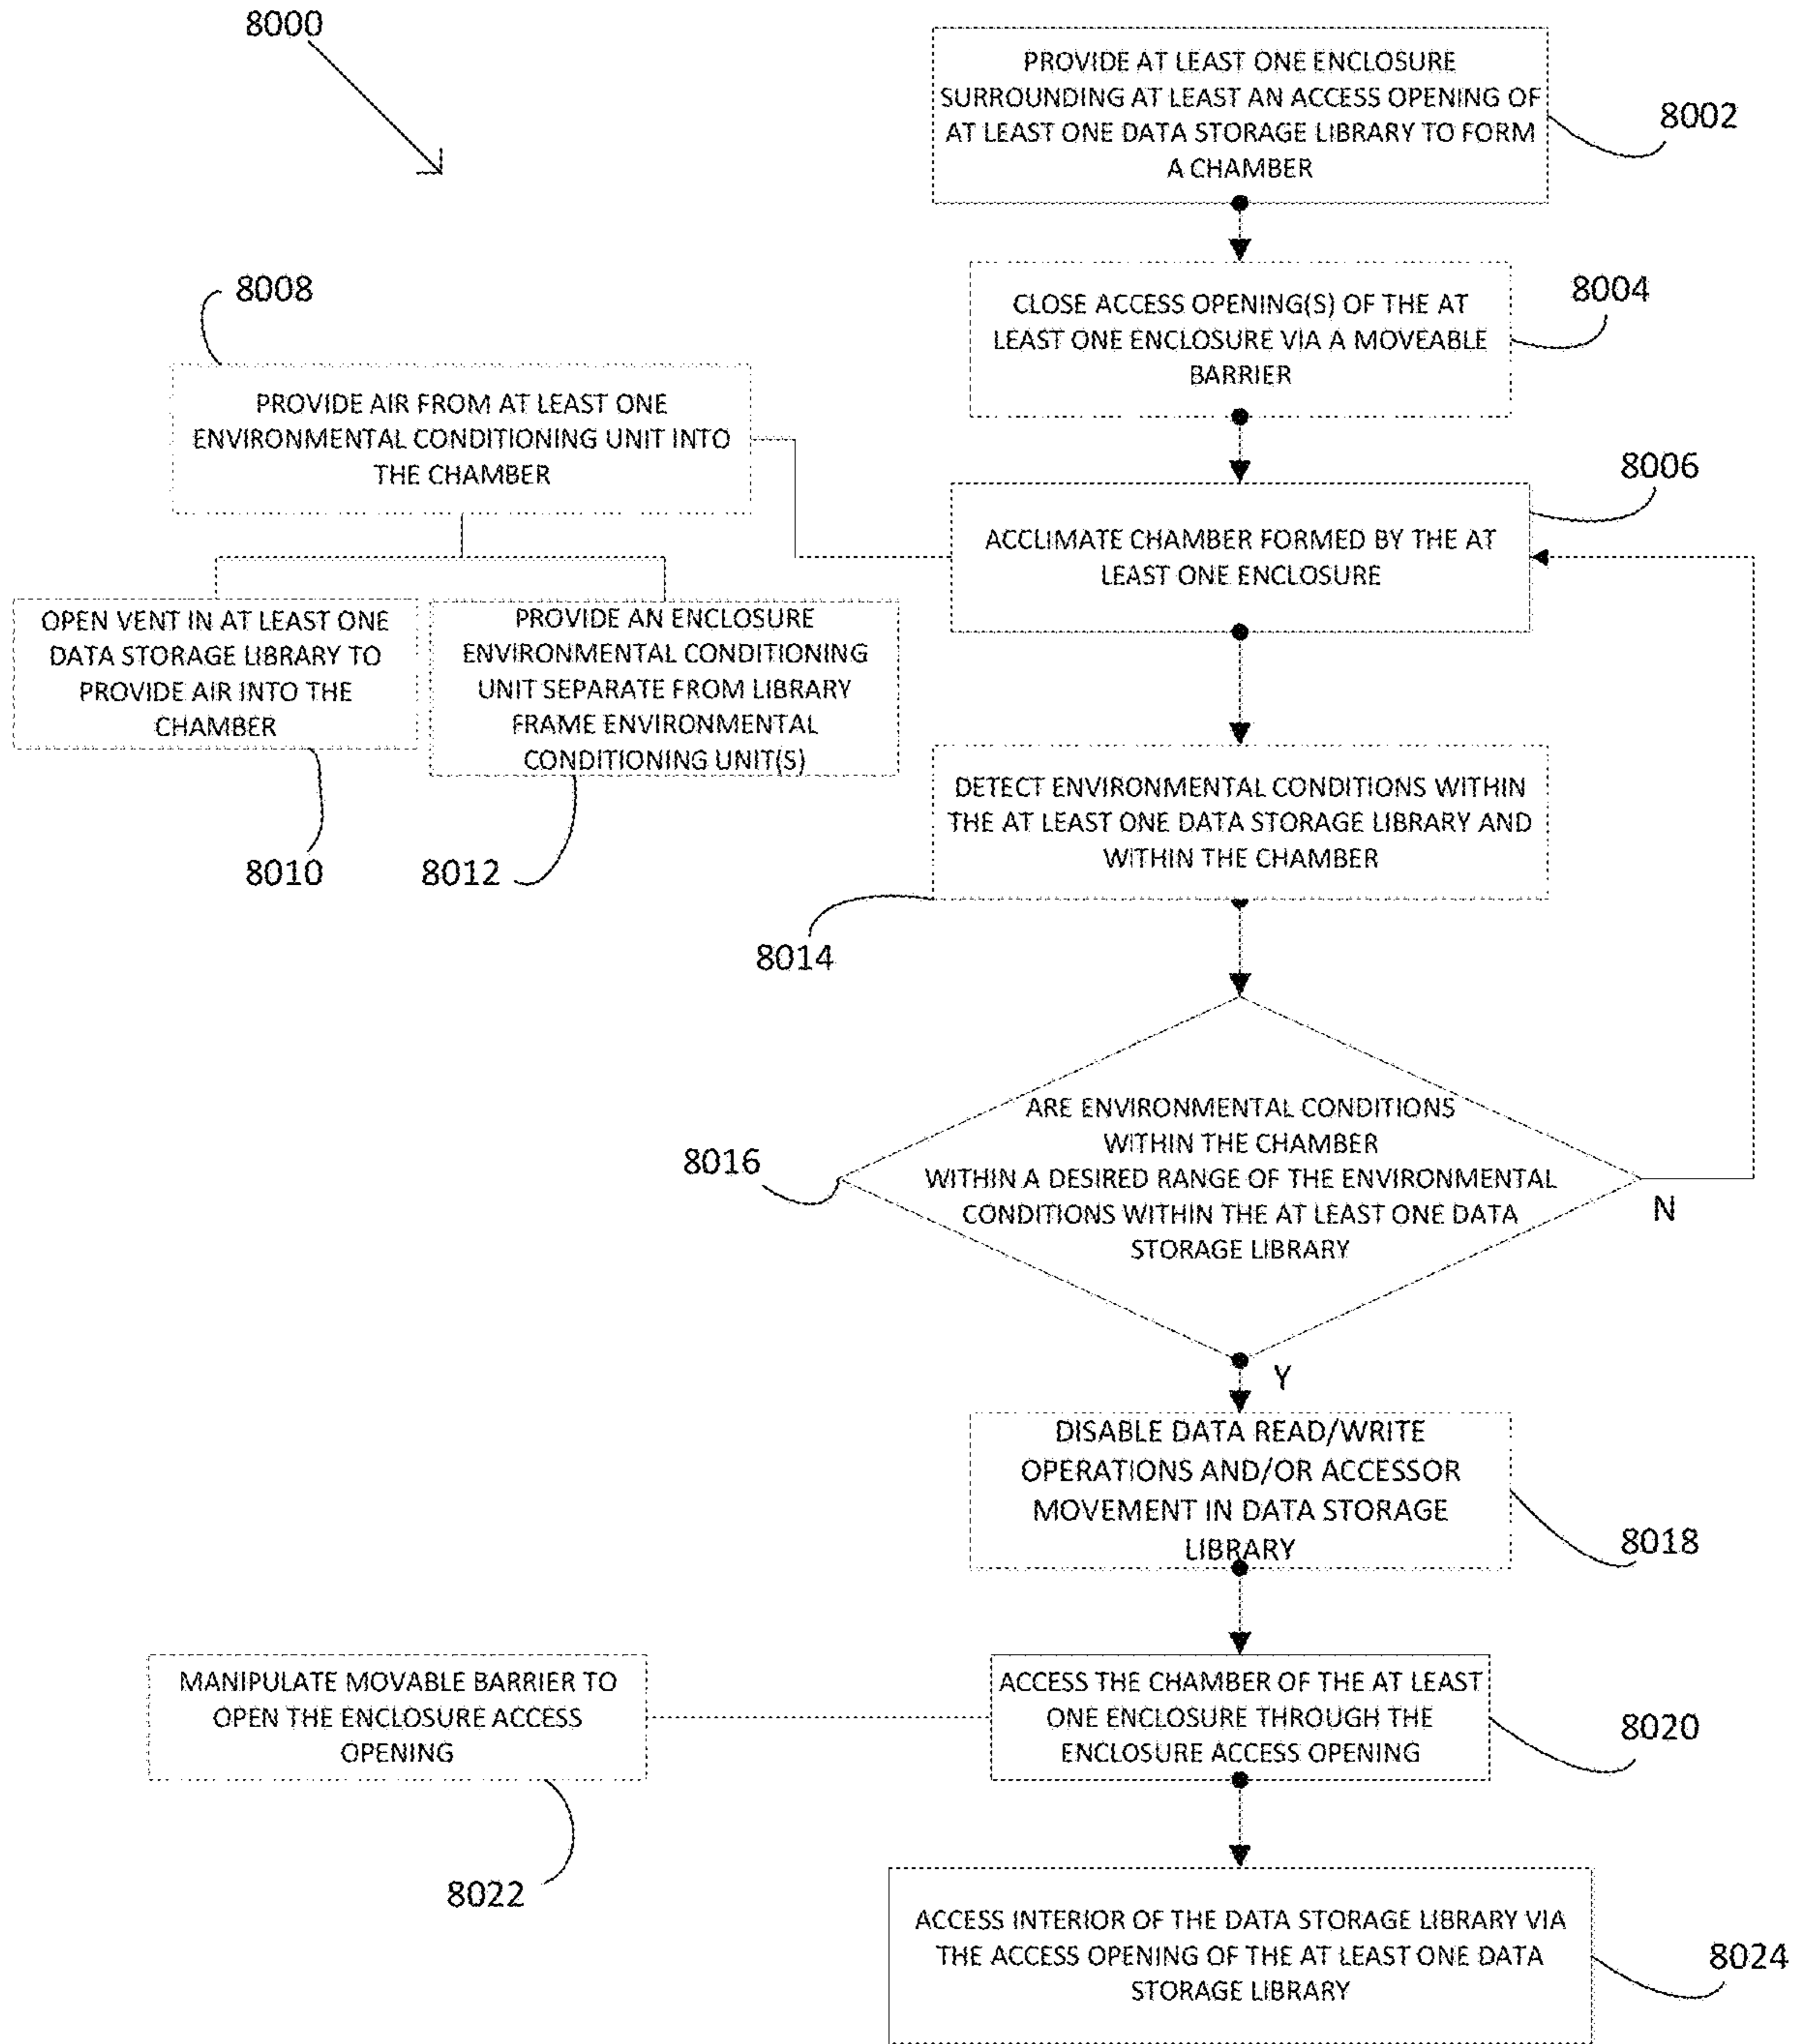 8000
PROVIDE AT LEAST ONE ENCLOSURE
SURROUNDING AT LEAST AN ACCESS OPENING OF
AT LEAST ONE DATA STORAGE LIBRARY TO FORM
A CHAMBER
8002
CLOSE ACCESS OPENING(S) OF THE AT
LEAST ONE ENCLOSURE VIA A MOVEABLE
BARRIER
8004
8008
PROVIDE AIR FROM AT LEAST ONE
ENVIRONMENTAL CONDITIONING UNIT INTO
THE CHAMBER
8006
ACCLIMATE CHAMBER FORMED BY THE AT
LEAST ONE ENCLOSURE
OPEN VENT IN AT LEAST ONE
DATA STORAGE LIBRARY TO
PROVIDE AIR INTO THE
CHAMBER
8010
PROVIDE AN ENCLOSURE
ENVIRONMENTAL CONDITIONING
UNIT SEPARATE FROM LIBRARY
FRAME ENVIRONMENTAL
CONDITIONING UNIT(S)
8012
DETECT ENVIRONMENTAL CONDITIONS WITHIN
THE AT LEAST ONE DATA STORAGE LIBRARY AND
WITHIN THE CHAMBER
8014
ARE ENVIRONMENTAL CONDITIONS
WITHIN THE CHAMBER
WITHIN A DESIRED RANGE OF THE ENVIRONMENTAL
CONDITIONS WITHIN THE AT LEAST ONE DATA
STORAGE LIBRARY
8016
N
Y
DISABLE DATA READ/WRITE
OPERATIONS AND/OR ACCESSOR
MOVEMENT IN DATA STORAGE
LIBRARY
8018
MANIPULATE MOVABLE BARRIER TO
OPEN THE ENCLOSURE ACCESS
OPENING
8022
ACCESS THE CHAMBER OF THE AT LEAST
ONE ENCLOSURE THROUGH THE
ENCLOSURE ACCESS OPENING
8020
ACCESS INTERIOR OF THE DATA STORAGE LIBRARY VIA
THE ACCESS OPENING OF THE AT LEAST ONE DATA
STORAGE LIBRARY
8024